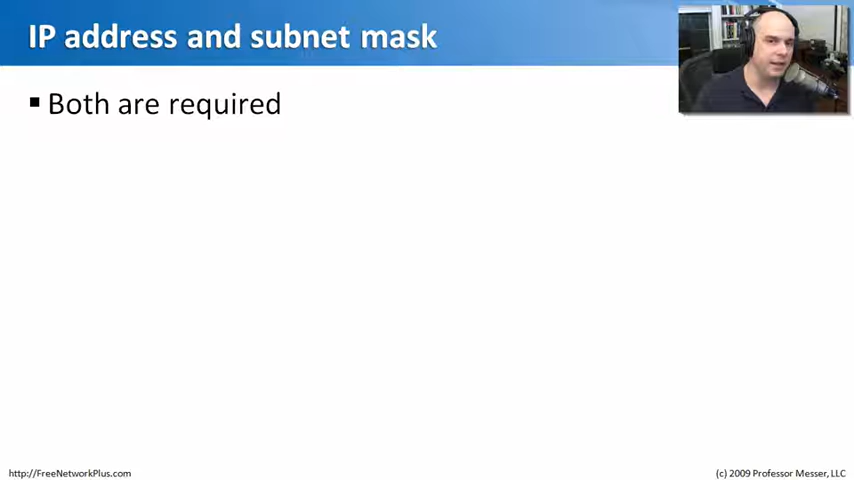 IP address and subnet mask
▪ Both are required
http://FreeNetworkPlus.com
(c) 2009 Professor Messer, LLC